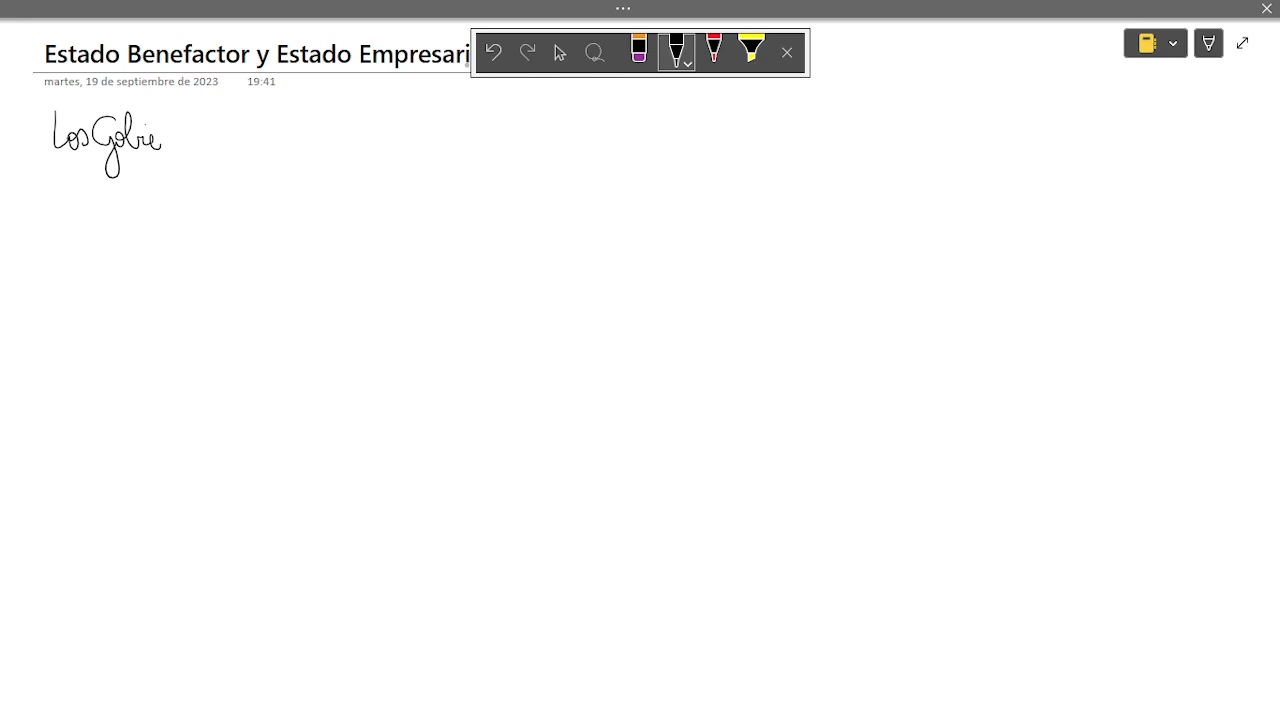 Estado Benefactor y Estado Empresari
martes, 19 de septiembre de 2023 19:41
Los Gobie